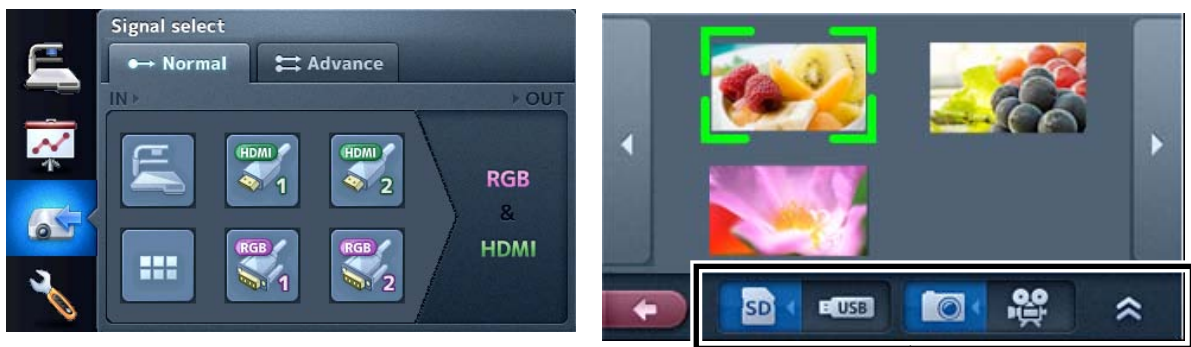 Signal select
Normal
Advance
IN
OUT
HDMI
1
HDMI
2
RGB
&
HDMI
RGB
1
RGB
2
SD
USB